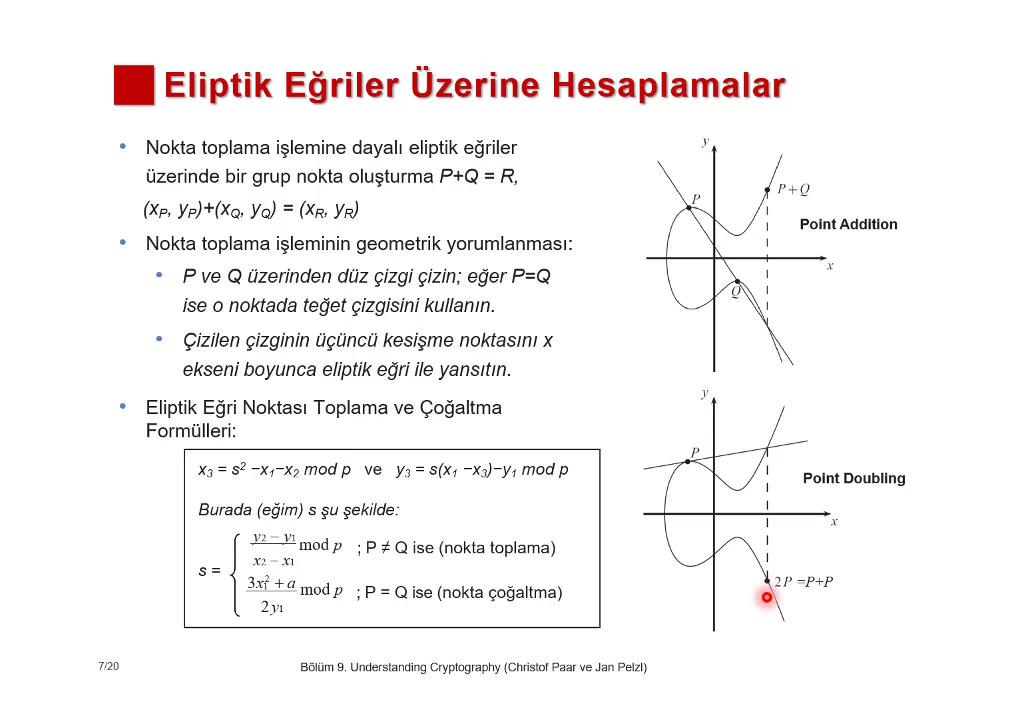 Eliptik Eğriler Üzerine Hesaplamalar
• Nokta toplama işlemine dayalı eliptik eğriler
üzerinde bir grup nokta oluşturma P+Q = R,
(xP, yP)+(xQ, yQ) = (xR, yR)
• Nokta toplama işleminin geometrik yorumlanması:
• P ve Q üzerinden düz çizgi çizin; eğer P=Q
ise o noktada teğet çizgisini kullanın.
• Çizilen çizginin üçüncü kesişme noktasını x
ekseni boyunca eliptik eğri ile yansıtın.
• Eliptik Eğri Noktası Toplama ve Çoğaltma
Formülleri:
x3 = s² −x1−x2 mod p ve y3 = s(x1 −x3)−y1 mod p
Burada (eğim) s şu şekilde:
s =
y2 − y1
x2 − x1
mod p ; P ≠ Q ise (nokta toplama)
3x1² + a
2y1
mod p ; P = Q ise (nokta çoğaltma)
y
P
P+Q
Point Addition
x
Q
y
P
Point Doubling
x
2P =P+P
7/20
Bölüm 9. Understanding Cryptography (Christof Paar ve Jan Pelzl)